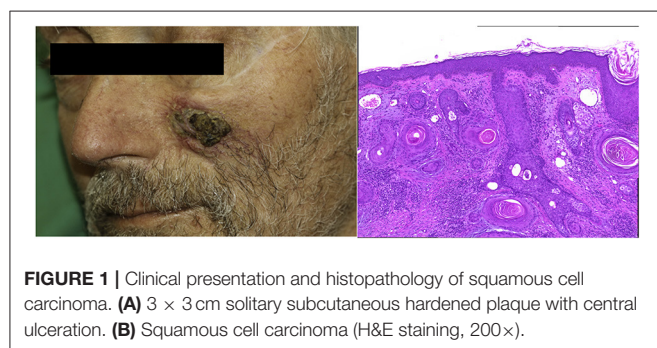 FIGURE 1 | Clinical presentation and histopathology of squamous cell
carcinoma. (A) 3 × 3 cm solitary subcutaneous hardened plaque with central
ulceration. (B) Squamous cell carcinoma (H&E staining, 200×).